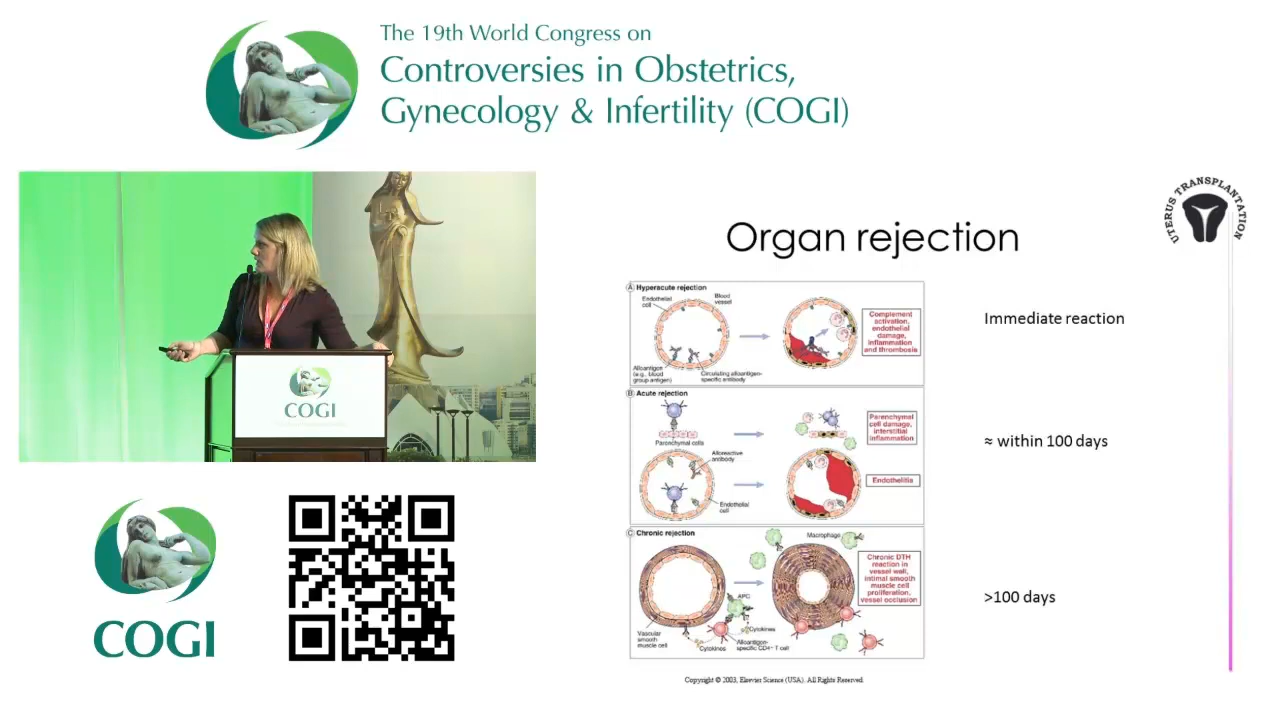 The 19th World Congress on
Controversies in Obstetrics,
Gynecology & Infertility (COGI)
COGI
COGI
UTERUS TRANSPLANTATION
Organ rejection
A Hyperacute rejection
Endothelial
cell
Blood
vessel
Alloantigen
(e.g., blood
group antigen)
Circulating alloantigen-
specific antibody
Complement
activation,
endothelial
damage,
inflammation
and thrombosis
Immediate reaction
B Acute rejection
Parenchymal cells
Alloreactive
antibody
Endothelial
cell
Parenchymal
cell damage,
interstitial
inflammation
Endothelitis
≈ within 100 days
C Chronic rejection
Macrophage
APC
Cytokines
Vascular
smooth
muscle cell
Cytokines
Alloantigen-
specific CD4+ T cell
Chronic DTH
reaction in
vessel wall,
intimal smooth
muscle cell
proliferation,
vessel occlusion
>100 days
Copyright © 2003, Elsevier Science (USA). All Rights Reserved.